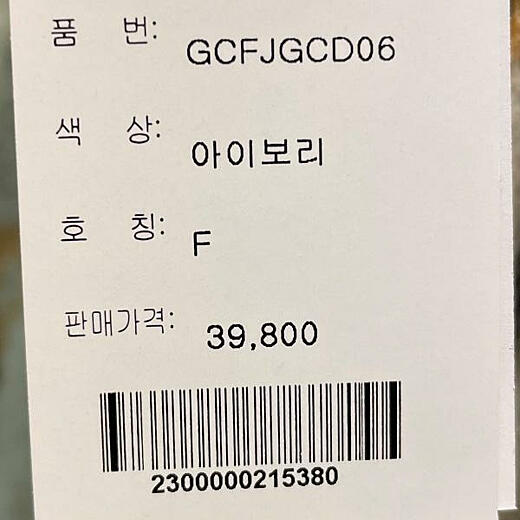 품 번: GCFJGCD06
색 상: 아이보리
호 칭: F
판매가격: 39,800
2300000215380